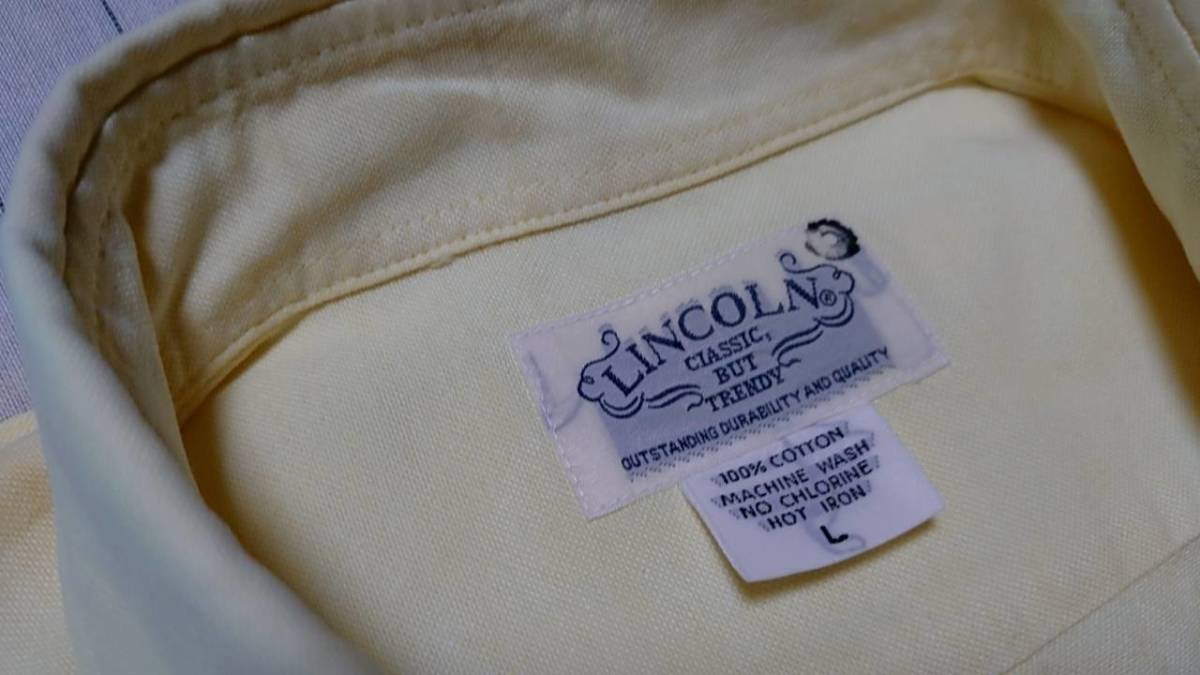 LINCOLN®
CLASSIC,
BUT
TRENDY
OUTSTANDING DURABILITY AND QUALITY
100% COTTON
MACHINE WASH
NO CHLORINE
HOT IRON
L